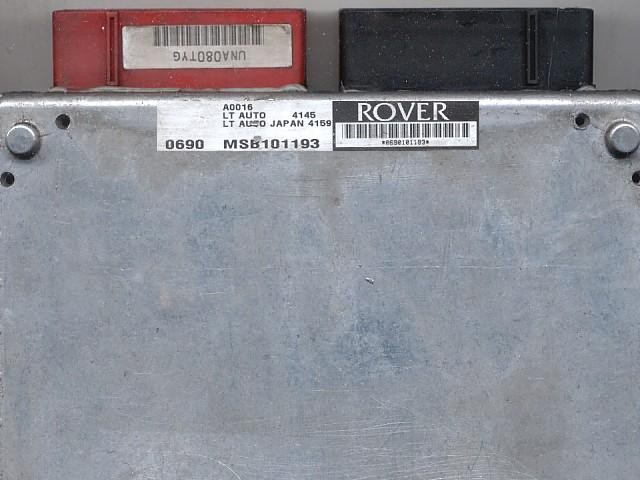 UNA080TYG
A0016
LT AUTO 4145
LT AUTO JAPAN 4159
0690 MSB101193
ROVER
*0690101193*